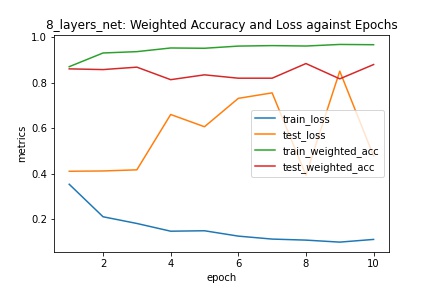 8_layers_net: Weighted Accuracy and Loss against Epochs
1.0
0.8
0.6
0.4
0.2
metrics
train_loss
test_loss
train_weighted_acc
test_weighted_acc
2
4
6
8
10
epoch